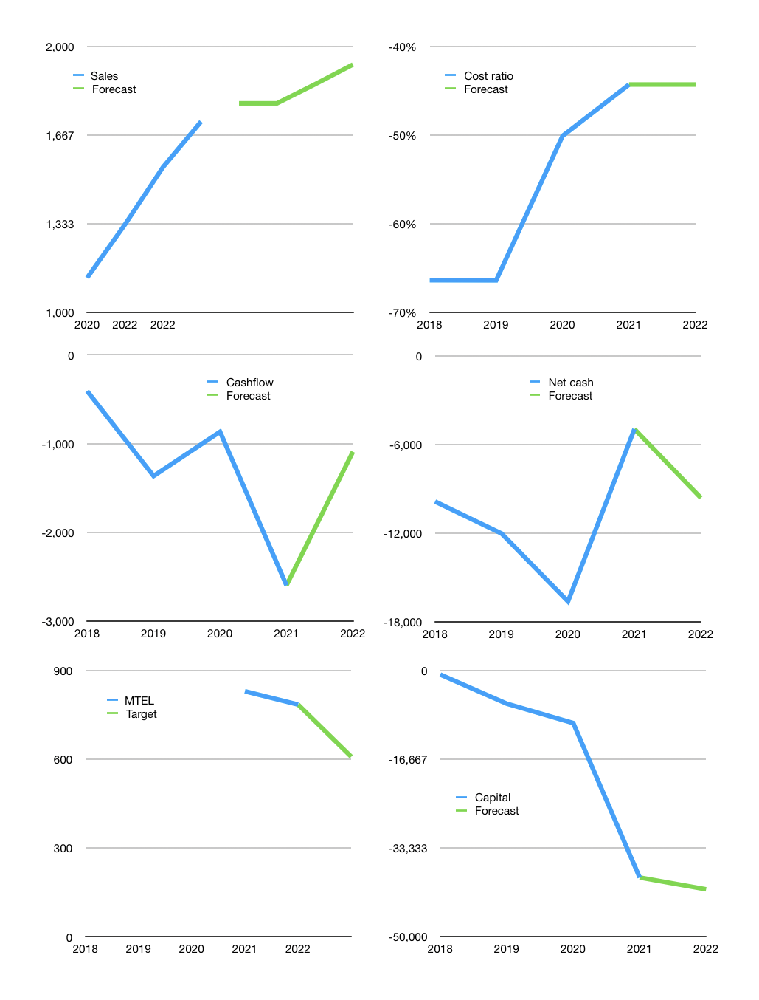 2,000
Sales
Forecast
1,667
1,333
1,000
2020 2022 2022
-40%
Cost ratio
Forecast
-50%
-60%
-70%
2018 2019 2020 2021 2022
0
Cashflow
Forecast
-1,000
-2,000
-3,000
2018 2019 2020 2021 2022
0
Net cash
Forecast
-6,000
-12,000
-18,000
2018 2019 2020 2021 2022
900
MTEL
Target
600
300
0
2018 2019 2020 2021 2022
0
-16,667
Capital
Forecast
-33,333
-50,000
2018 2019 2020 2021 2022